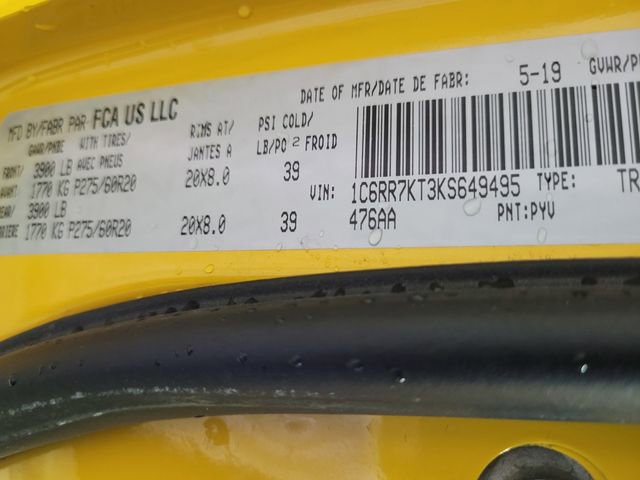 DATE OF MFR/DATE DE FABR: 5-19 GVWR/P
MFD BY/FABR PAR FCA US LLC
GAWR/PNBE WITH TIRES/ RIMS AT/ PSI COLD/
FRONT/ 3900 LB AVEC PNEUS JANTES A LB/PO 2 FROID
AVANT 1770 KG P275/60R20 20X8.0 39
REAR/ 3900 LB
RRIERE 1770 KG P275/60R20 20X8.0 39
VIN: 1C6RR7KT3KS649495 TYPE: TR
476AA PNT:PYV